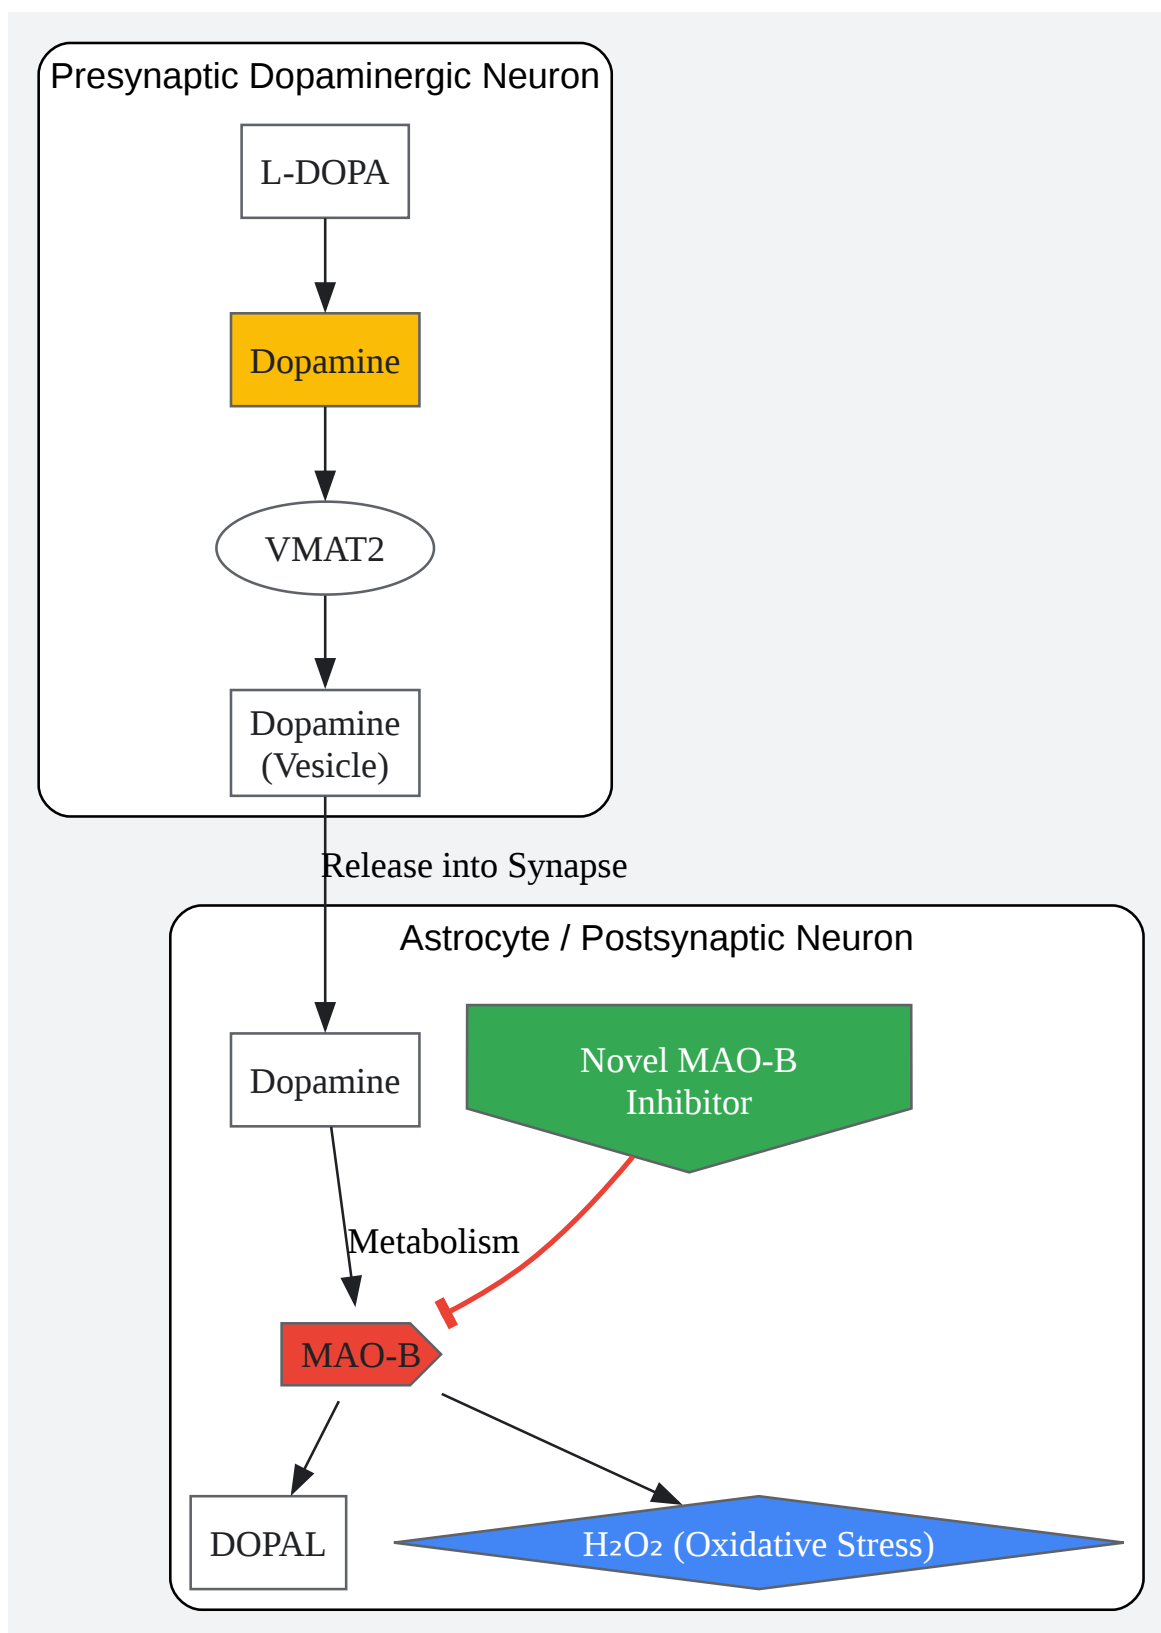 Presynaptic Dopaminergic Neuron
L-DOPA
Dopamine
VMAT2
Dopamine
(Vesicle)
Release into Synapse
Astrocyte / Postsynaptic Neuron
Novel MAO-B
Inhibitor
Dopamine
Metabolism
MAO-B
DOPAL
H₂O₂ (Oxidative Stress)